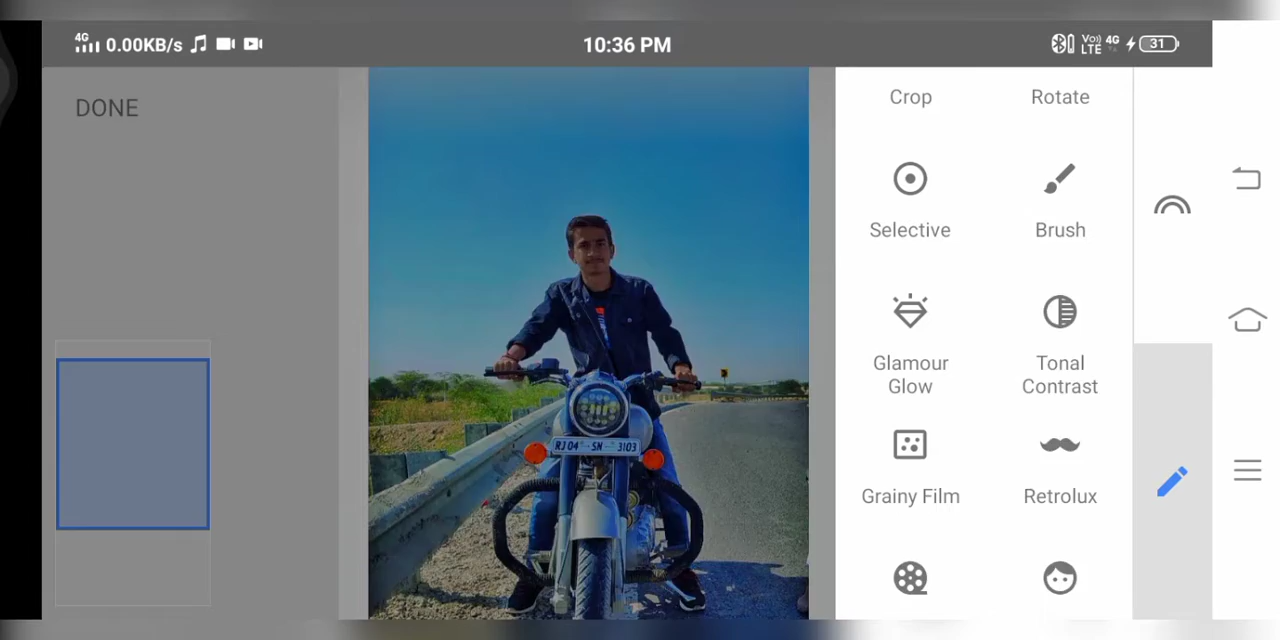 4G 0.00KB/s
10:36 PM
Vo)) LTE 4G 31
DONE
Crop
Rotate
Selective
Brush
Glamour Glow
Tonal Contrast
Grainy Film
Retrolux
RJ 04 SN 3103